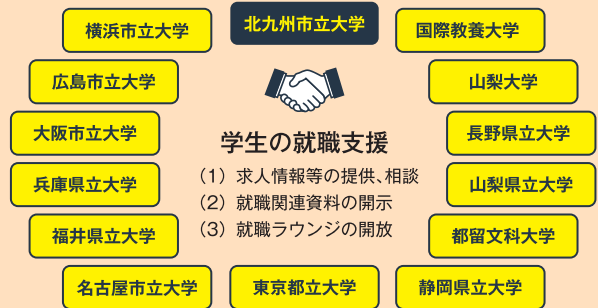 横浜市立大学
北九州市立大学
国際教養大学
広島市立大学
山梨大学
大阪市立大学
長野県立大学
兵庫県立大学
山梨県立大学
福井県立大学
都留文科大学
名古屋市立大学
東京都立大学
静岡県立大学
学生の就職支援
(1) 求人情報等の提供、相談
(2) 就職関連資料の開示
(3) 就職ラウンジの開放